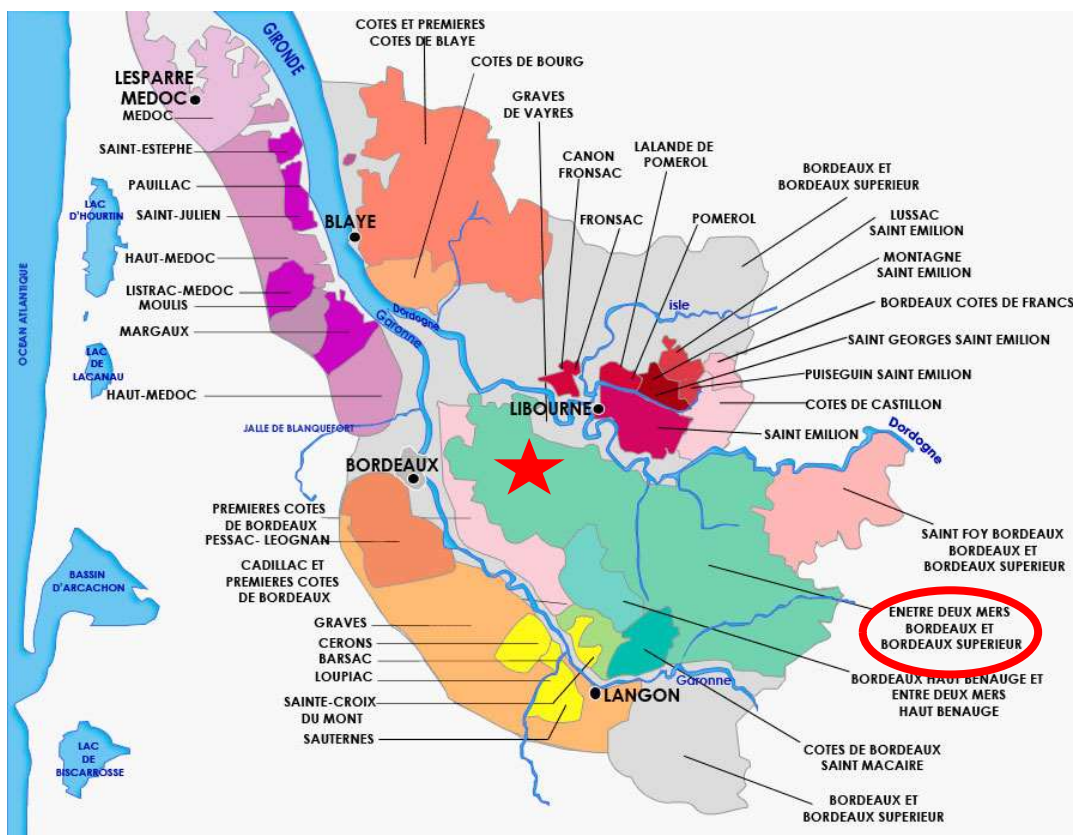 COTES ET PREMIERES
COTES DE BLAYE
GIRONDE
COTES DE BOURG
LESPARRE
MEDOC
MEDOC
GRAVES
DE VAYRES
CANON
FRONSAC
LALANDE DE
POMEROL
BORDEAUX ET
BORDEAUX SUPERIEUR
SAINT-ESTEPHE
PAUILLAC
FRONSAC
POMEROL
LUSSAC
SAINT EMILION
LAC
D'HOURTIN
SAINT-JULIEN
BLAYE
MONTAGNE
SAINT EMILION
HAUT-MEDOC
LISTRAC-MEDOC
MOULIS
isle
BORDEAUX COTES DE FRANCS
MARGAUX
Dordogne
Garonne
SAINT GEORGES SAINT EMILION
OCEAN ATLANTIQUE
LAC
DE
LACANAU
PUISEGUIN SAINT EMILION
HAUT-MEDOC
LIBOURNE
COTES DE CASTILLON
JALLE DE BLANQUEFORT
SAINT EMILION
Dordogne
BORDEAUX
PREMIERES COTES
DE BORDEAUX
PESSAC- LEOGNAN
SAINT FOY BORDEAUX
BORDEAUX ET
BORDEAUX SUPERIEUR
CADILLAC ET
PREMIERES COTES
DE BORDEAUX
BASSIN
D'ARCACHON
GRAVES
ENETRE DEUX MERS
BORDEAUX ET
BORDEAUX SUPERIEUR
CERONS
BARSAC
LOUPIAC
Garonne
BORDEAUX HAUT BENAUGE ET
ENTRE DEUX MERS
HAUT BENAUGE
SAINTE-CROIX
DU MONT
LANGON
SAUTERNES
LAC
DE
BISCARROSSE
COTES DE BORDEAUX
SAINT MACAIRE
BORDEAUX ET
BORDEAUX SUPERIEUR